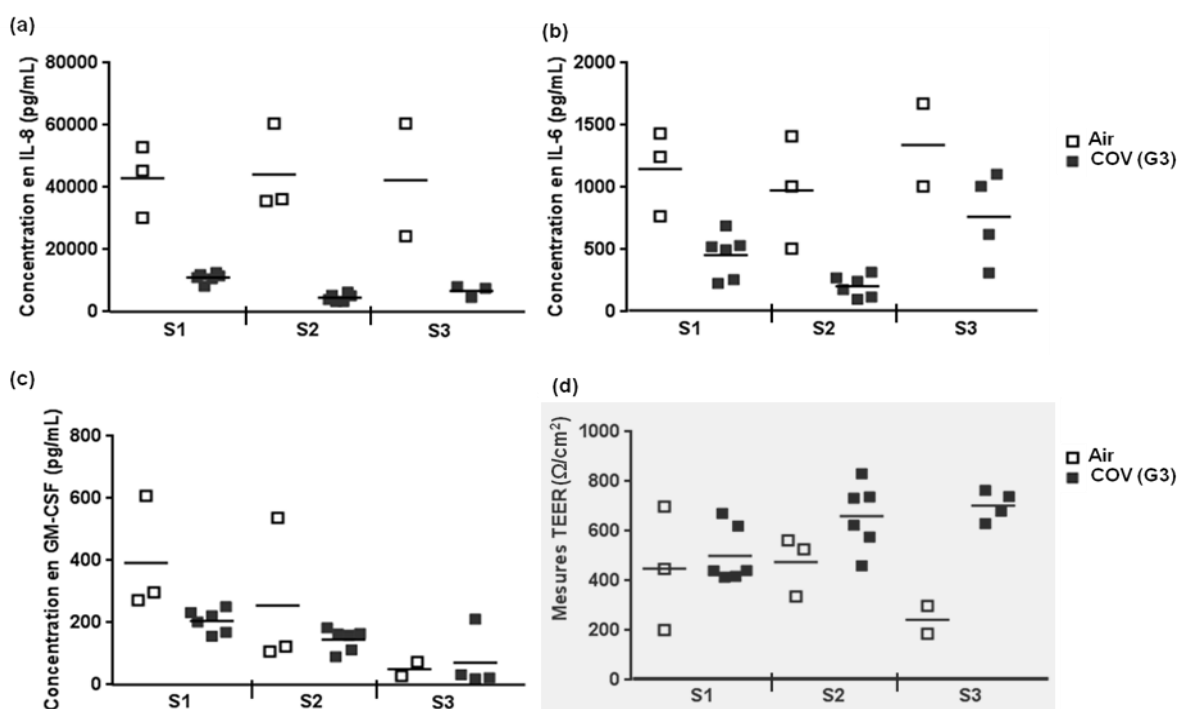 (a)
Concentration en IL-8 (pg/mL)
80000
60000
40000
20000
0
S1 S2 S3
(b)
Concentration en IL-6 (pg/mL)
2000
1500
1000
500
0
S1 S2 S3
Air
COV (G3)
(c)
Concentration en GM-CSF (pg/mL)
800
600
400
200
0
S1 S2 S3
(d)
Mesures TEER (Ω/cm²)
1000
800
600
400
200
0
S1 S2 S3
Air
COV (G3)